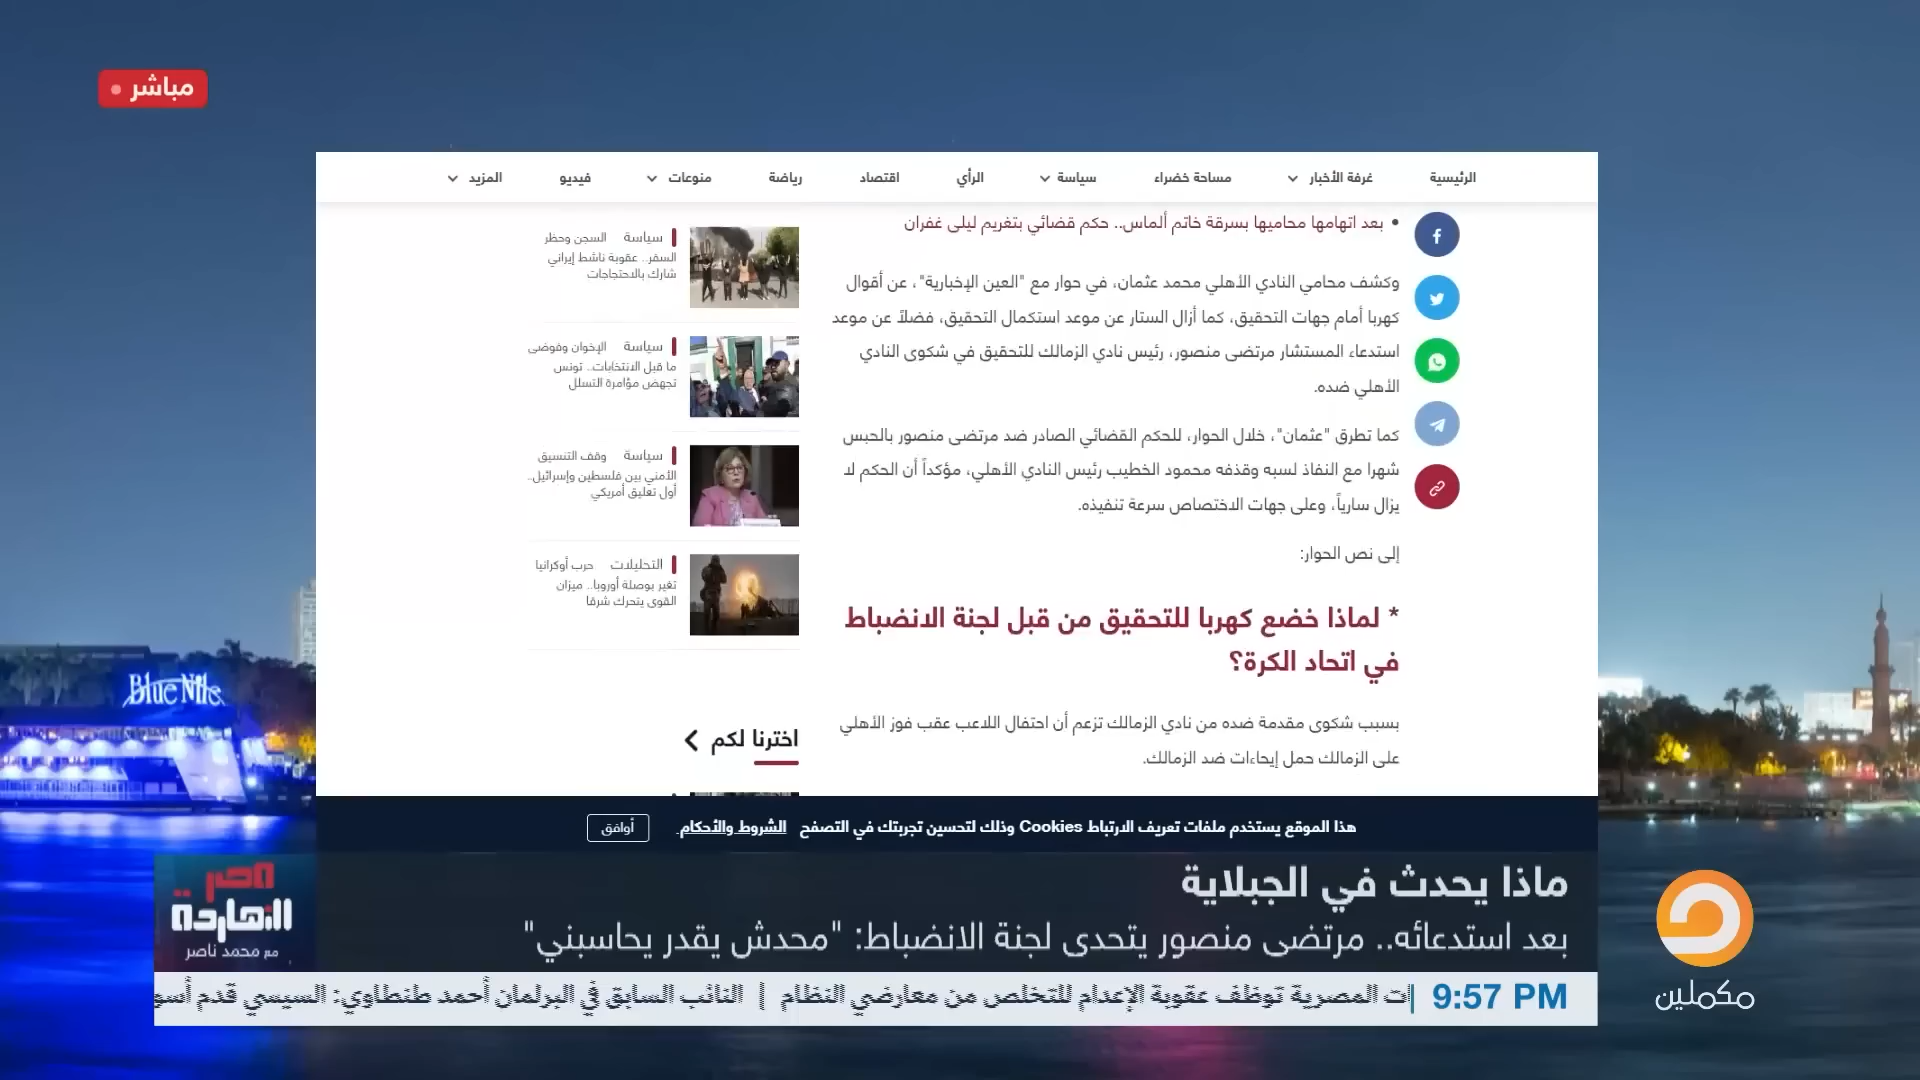 مباشر
الرئيسية
غرفة الأخبار
مساحة خضراء
سياسة
الرأي
اقتصاد
رياضة
منوعات
فيديو
المزيد
• بعد اتهامها محاميها بسرقة خاتم ألماس.. حكم قضائي بتغريم ليلى غفران
وكشف محامي النادي الأهلي محمد عثمان، في حوار مع "العين الإخبارية"، عن أقوال
كهربا أمام جهات التحقيق، كما أزال الستار عن موعد استكمال التحقيق، فضلاً عن موعد
استدعاء المستشار مرتضى منصور، رئيس نادي الزمالك للتحقيق في شكوى النادي
الأهلي ضده.
كما تطرق "عثمان"، خلال الحوار، للحكم القضائي الصادر ضد مرتضى منصور بالحبس
شهرا مع النفاذ لسبه وقذفه محمود الخطيب رئيس النادي الأهلي، مؤكداً أن الحكم لا
يزال سارياً، وعلى جهات الاختصاص سرعة تنفيذه.
إلى نص الحوار:
* لماذا خضع كهربا للتحقيق من قبل لجنة الانضباط
في اتحاد الكرة؟
بسبب شكوى مقدمة ضده من نادي الزمالك تزعم أن احتفال اللاعب عقب فوز الأهلي
على الزمالك حمل إيحاءات ضد الزمالك.
سياسة السجن وحظر
السفر.. عقوبة ناشط إيراني
شارك بالاحتجاجات
سياسة الإخوان وفوضى
ما قبل الانتخابات.. تونس
تجهض مؤامرة التسلل
سياسة وقف التنسيق
الأمني بين فلسطين وإسرائيل..
أول تعليق أمريكي
التحليلات حرب أوكرانيا
تغير بوصلة أوروبا.. ميزان
القوى يتحرك شرقا
اخترنا لكم
هذا الموقع يستخدم ملفات تعريف الارتباط Cookies وذلك لتحسين تجربتك في التصفح الشروط والأحكام.
أوافق
Blue Nile
ماذا يحدث في الجبلاية
بعد استدعائه.. مرتضى منصور يتحدى لجنة الانضباط: "محدش يقدر يحاسبني"
مصر
النهاردة
مع محمد ناصر
9:57 PM
ات المصرية توظف عقوبة الإعدام للتخلص من معارضي النظام | النائب السابق في البرلمان أحمد طنطاوي: السيسي قدم أسو
مكملين